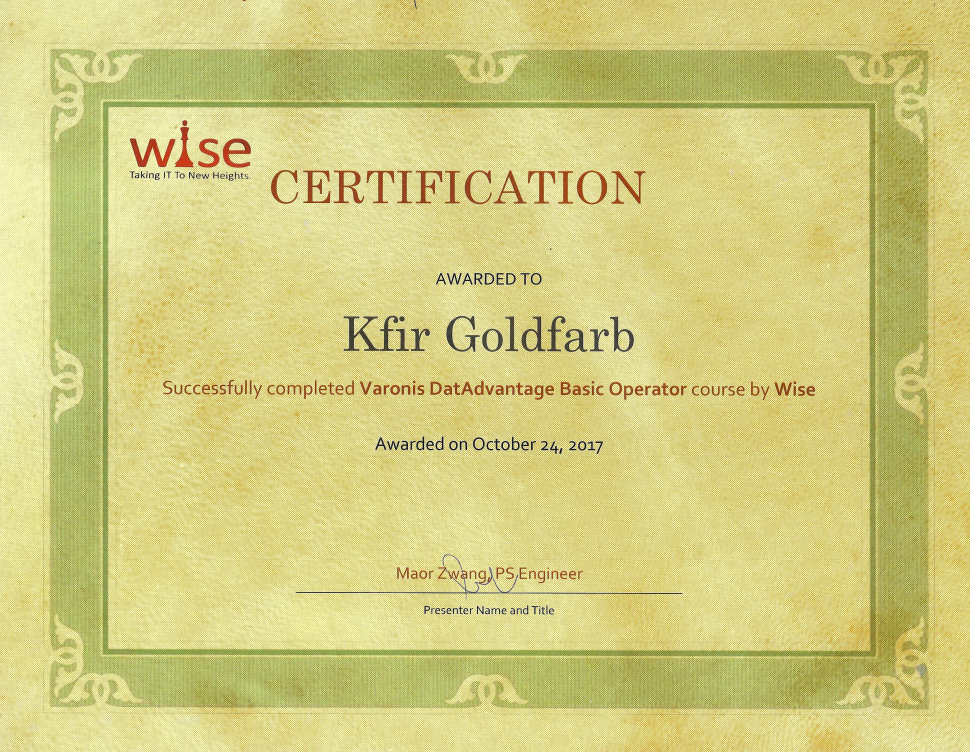 wise
Taking IT To New Heights.
CERTIFICATION
AWARDED TO
Kfir Goldfarb
Successfully completed Varonis DatAdvantage Basic Operator course by Wise
Awarded on October 24, 2017
Maor Zwang, PS Engineer
Presenter Name and Title